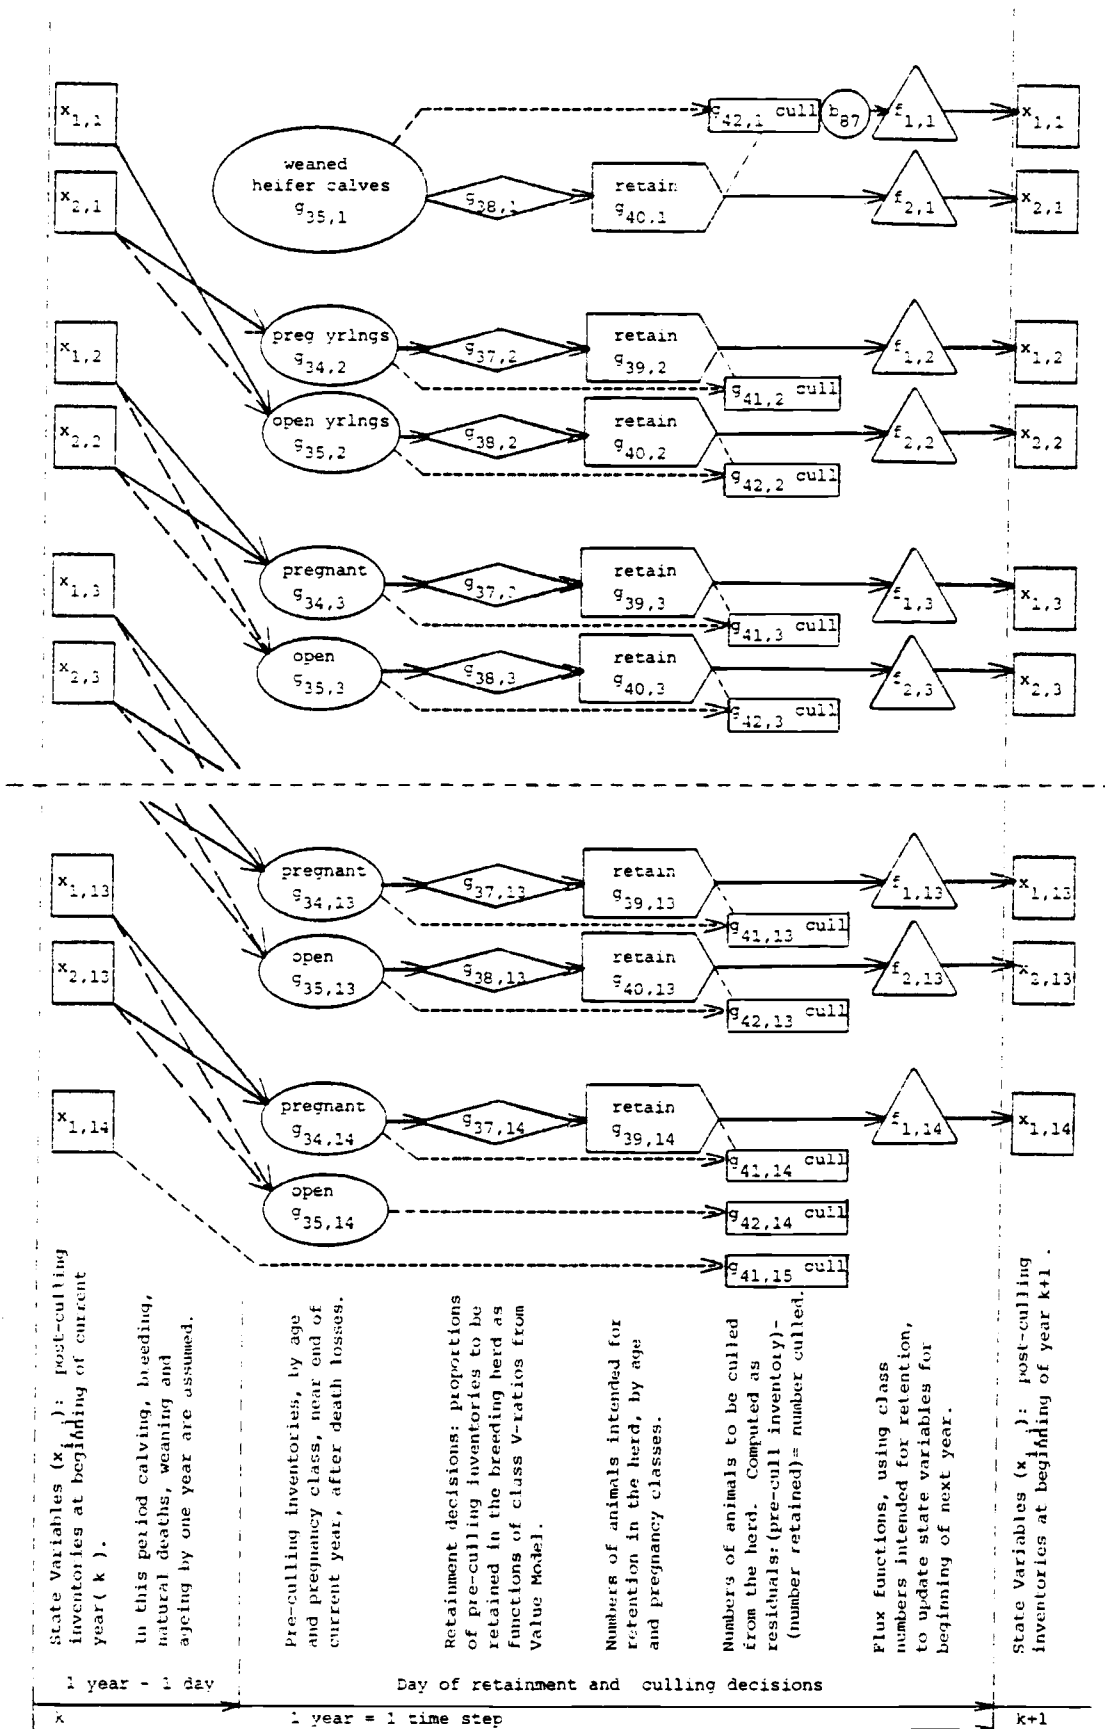 x1,1
g42,1 cull
b87
f1,1
x1,1
weaned
heifer calves
g35,1
x2,1
g38,1
retain
g40,1
f2,1
x2,1
x1,2
preg yrlngs
g34,2
g37,2
retain
g39,2
f1,2
x1,2
g41,2 cull
x2,2
open yrlngs
g35,2
g38,2
retain
g40,2
f2,2
x2,2
g42,2 cull
x1,3
pregnant
g34,3
g37,3
retain
g39,3
f1,3
x1,3
g41,3 cull
x2,3
open
g35,3
g38,3
retain
g40,3
f2,3
x2,3
g42,3 cull
x1,13
pregnant
g34,13
g37,13
retain
g39,13
f1,13
x1,13
g41,13 cull
x2,13
open
g35,13
g38,13
retain
g40,13
f2,13
x2,13
g42,13 cull
x1,14
pregnant
g34,14
g37,14
retain
g39,14
f1,14
x1,14
g41,14 cull
open
g35,14
g42,14 cull
g41,15 cull
State Variables (xi,j): post-culling
inventories at beginning of current
year( k ).
In this period calving, breeding,
natural deaths, weaning and
ageing by one year are assumed.
Pre-culling inventories, by age
and pregnancy class, near end of
current year, after death losses.
Retainment decisions: proportions
of pre-culling inventories to be
retained in the breeding herd as
functions of class V-ratios from
Value Model.
Numbers of animals intended for
retention in the herd, by age
and pregnancy classes.
Numbers of animals to be culled
from the herd. Computed as
residuals:(pre-cull inventory)-
(number retained)= number culled.
Flux functions, using class
numbers intended for retention,
to update state variables for
beginning of next year.
State Variables (xi,j): post-culling
inventories at beginning of year k+1.
1 year - 1 day
Day of retainment and culling decisions
k
1 year = 1 time step
k+1